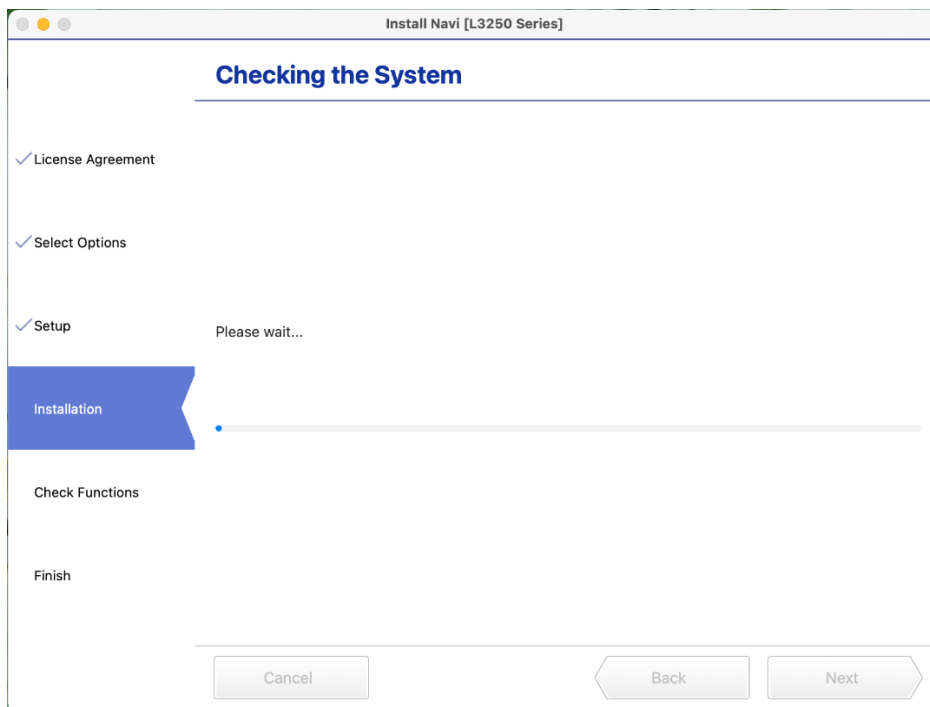 Install Navi [L3250 Series]
Checking the System
License Agreement
Select Options
Setup
Please wait...
Installation
Check Functions
Finish
Cancel
Back
Next